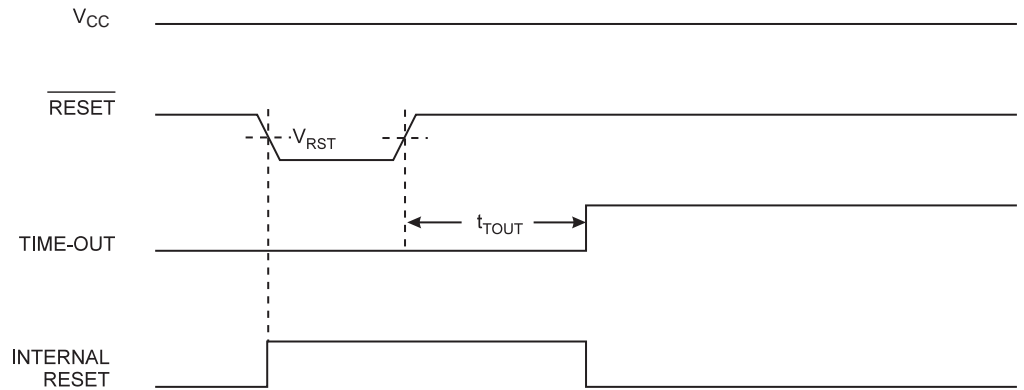 VCC
RESET
VRST
tTOUT
TIME-OUT
INTERNAL
RESET